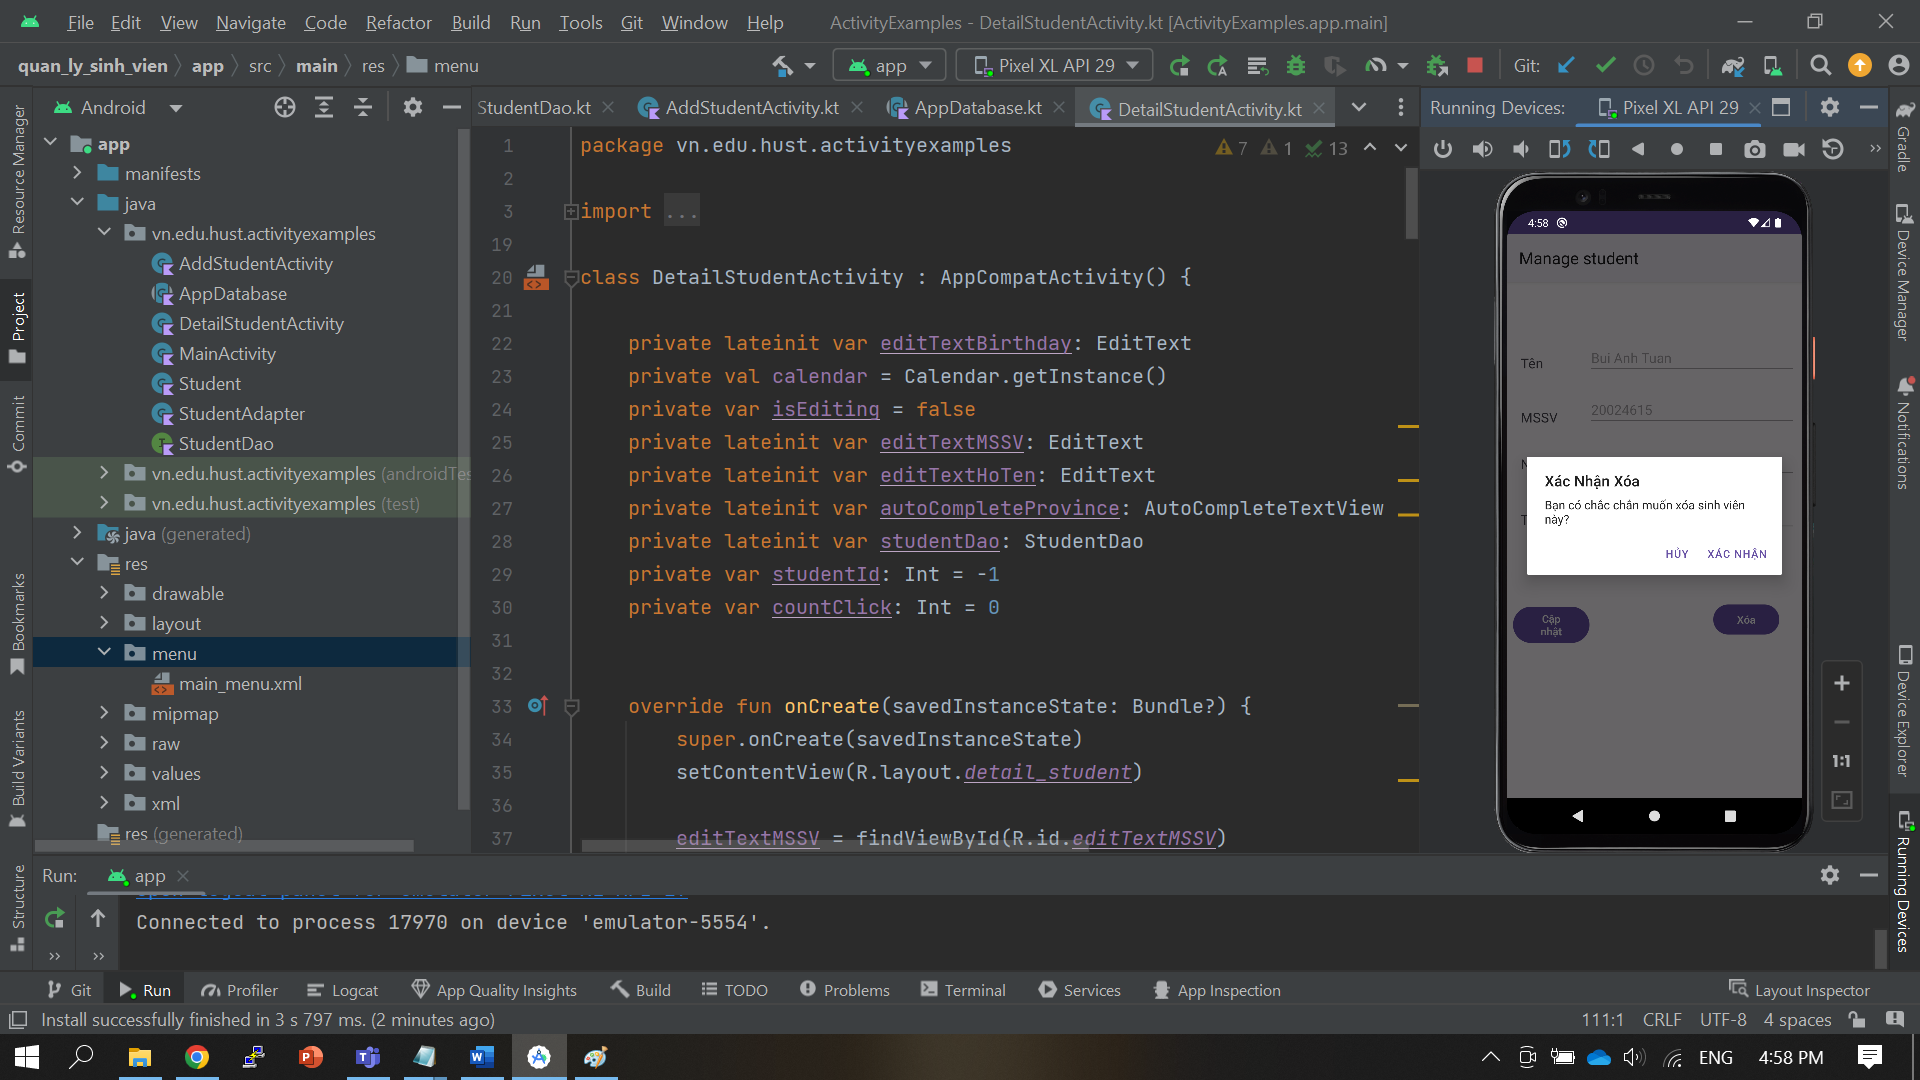 File Edit View Navigate Code Refactor Build Run Tools Git Window Help ActivityExamples - DetailStudentActivity.kt [ActivityExamples.app.main]
quan_ly_sinh_vien app src main res menu app Pixel XL API 29 Git:
Android StudentDao.kt AddStudentActivity.kt AppDatabase.kt DetailStudentActivity.kt Running Devices: Pixel XL API 29
Resource Manager
Project
Commit
Bookmarks
Build Variants
Structure
app
manifests
java
vn.edu.hust.activityexamples
AddStudentActivity
AppDatabase
DetailStudentActivity
MainActivity
Student
StudentAdapter
StudentDao
vn.edu.hust.activityexamples (androidTes
vn.edu.hust.activityexamples (test)
java (generated)
res
drawable
layout
menu
main_menu.xml
mipmap
raw
values
xml
res (generated)
7 1 13
1 package vn.edu.hust.activityexamples
2
3 import ...
19
20 class DetailStudentActivity : AppCompatActivity() {
21
22 private lateinit var editTextBirthday: EditText
23 private val calendar = Calendar.getInstance()
24 private var isEditing = false
25 private lateinit var editTextMSSV: EditText
26 private lateinit var editTextHoTen: EditText
27 private lateinit var autoCompleteProvince: AutoCompleteTextView
28 private lateinit var studentDao: StudentDao
29 private var studentId: Int = -1
30 private var countClick: Int = 0
31
32
33 override fun onCreate(savedInstanceState: Bundle?) {
34 super.onCreate(savedInstanceState)
35 setContentView(R.layout.detail_student)
36
37 editTextMSSV = findViewById(R.id.editTextMSSV)
4:58
Manage student
Tên Bui Anh Tuan
MSSV 20024615
Xác Nhận Xóa
Bạn có chắc chắn muốn xóa sinh viên
này?
HỦY XÁC NHẬN
Cập
nhật
Xóa
1:1
Gradle
Device Manager
Notifications
Device Explorer
Running Devices
Run: app
Connected to process 17970 on device 'emulator-5554'.
Git Run Profiler Logcat App Quality Insights Build TODO Problems Terminal Services App Inspection Layout Inspector
Install successfully finished in 3 s 797 ms. (2 minutes ago) 111:1 CRLF UTF-8 4 spaces
ENG 4:58 PM